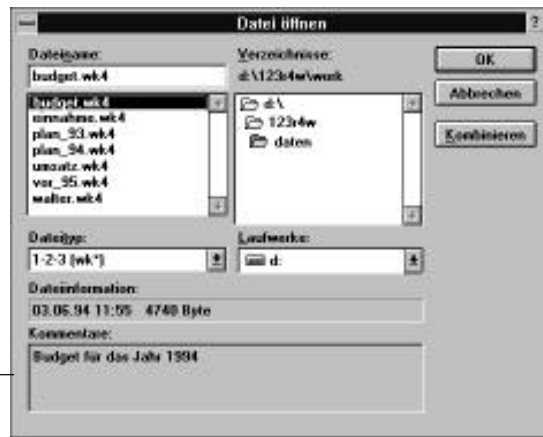 Datei öffnen ?
Dateiname:
budget.wk4
budget.wk4
einnahme.wk4
plan_93.wk4
plan_94.wk4
umsatz.wk4
vor_95.wk4
walter.wk4
Dateityp:
1-2-3 (wk*)
Verzeichnisse:
d:\123r4w\work
d:\
123r4w
daten
Laufwerke:
d:
OK
Abbrechen
Kombinieren
Dateiinformation:
03.06.94 11:55 4740 Byte
Kommentare:
Budget für das Jahr 1994